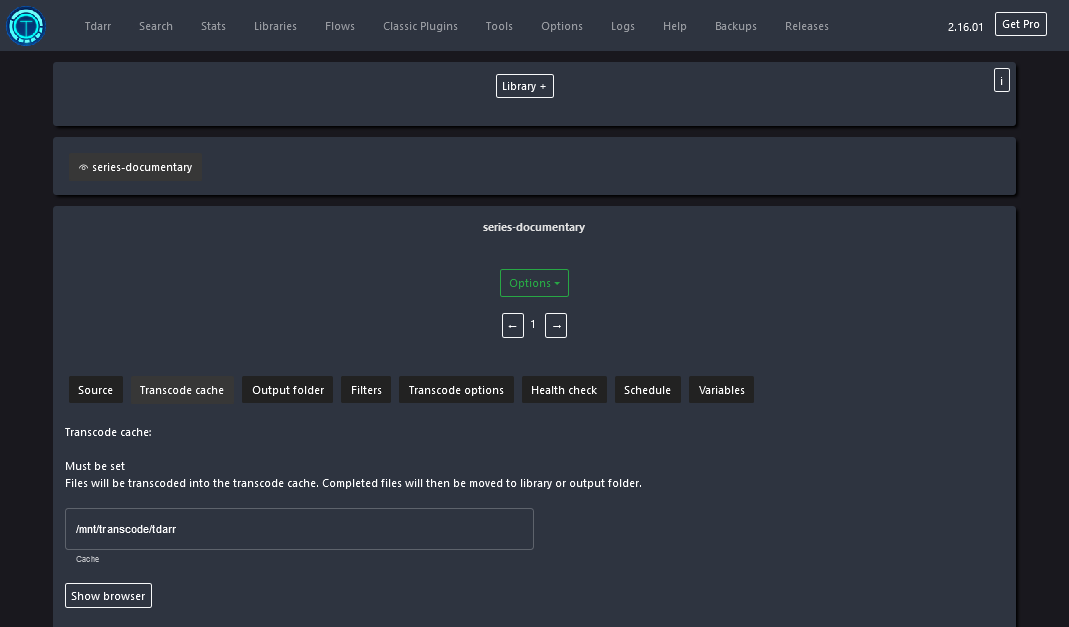 T
Tdarr Search Stats Libraries Flows Classic Plugins Tools Options Logs Help Backups Releases 2.16.01 Get Pro
Library + i
series-documentary
series-documentary
Options
← 1 →
Source Transcode cache Output folder Filters Transcode options Health check Schedule Variables
Transcode cache:
Must be set
Files will be transcoded into the transcode cache. Completed files will then be moved to library or output folder.
/mnt/transcode/tdarr
Cache
Show browser